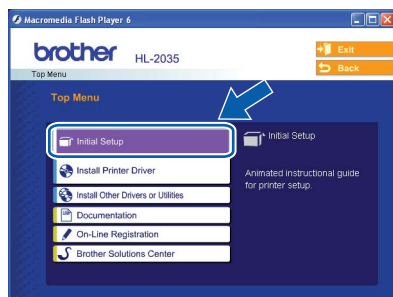 Macromedia Flash Player 6
brother HL-2035
Exit
Back
Top Menu
Top Menu
Initial Setup
Install Printer Driver
Install Other Drivers or Utilities
Documentation
On-Line Registration
Brother Solutions Center
Initial Setup
Animated instructional guide
for printer setup.